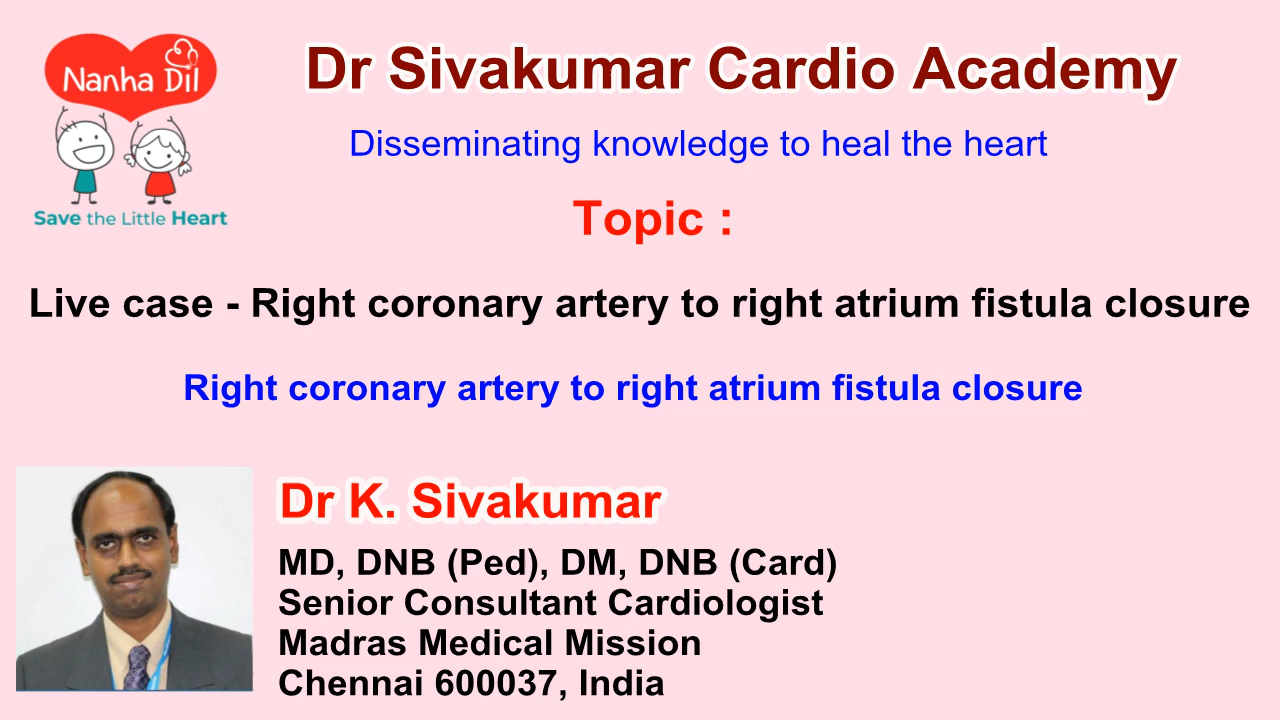 Nanha Dil
Save the Little Heart
Dr Sivakumar Cardio Academy
Disseminating knowledge to heal the heart
Topic :
Live case - Right coronary artery to right atrium fistula closure
Right coronary artery to right atrium fistula closure
Dr K. Sivakumar
MD, DNB (Ped), DM, DNB (Card)
Senior Consultant Cardiologist
Madras Medical Mission
Chennai 600037, India